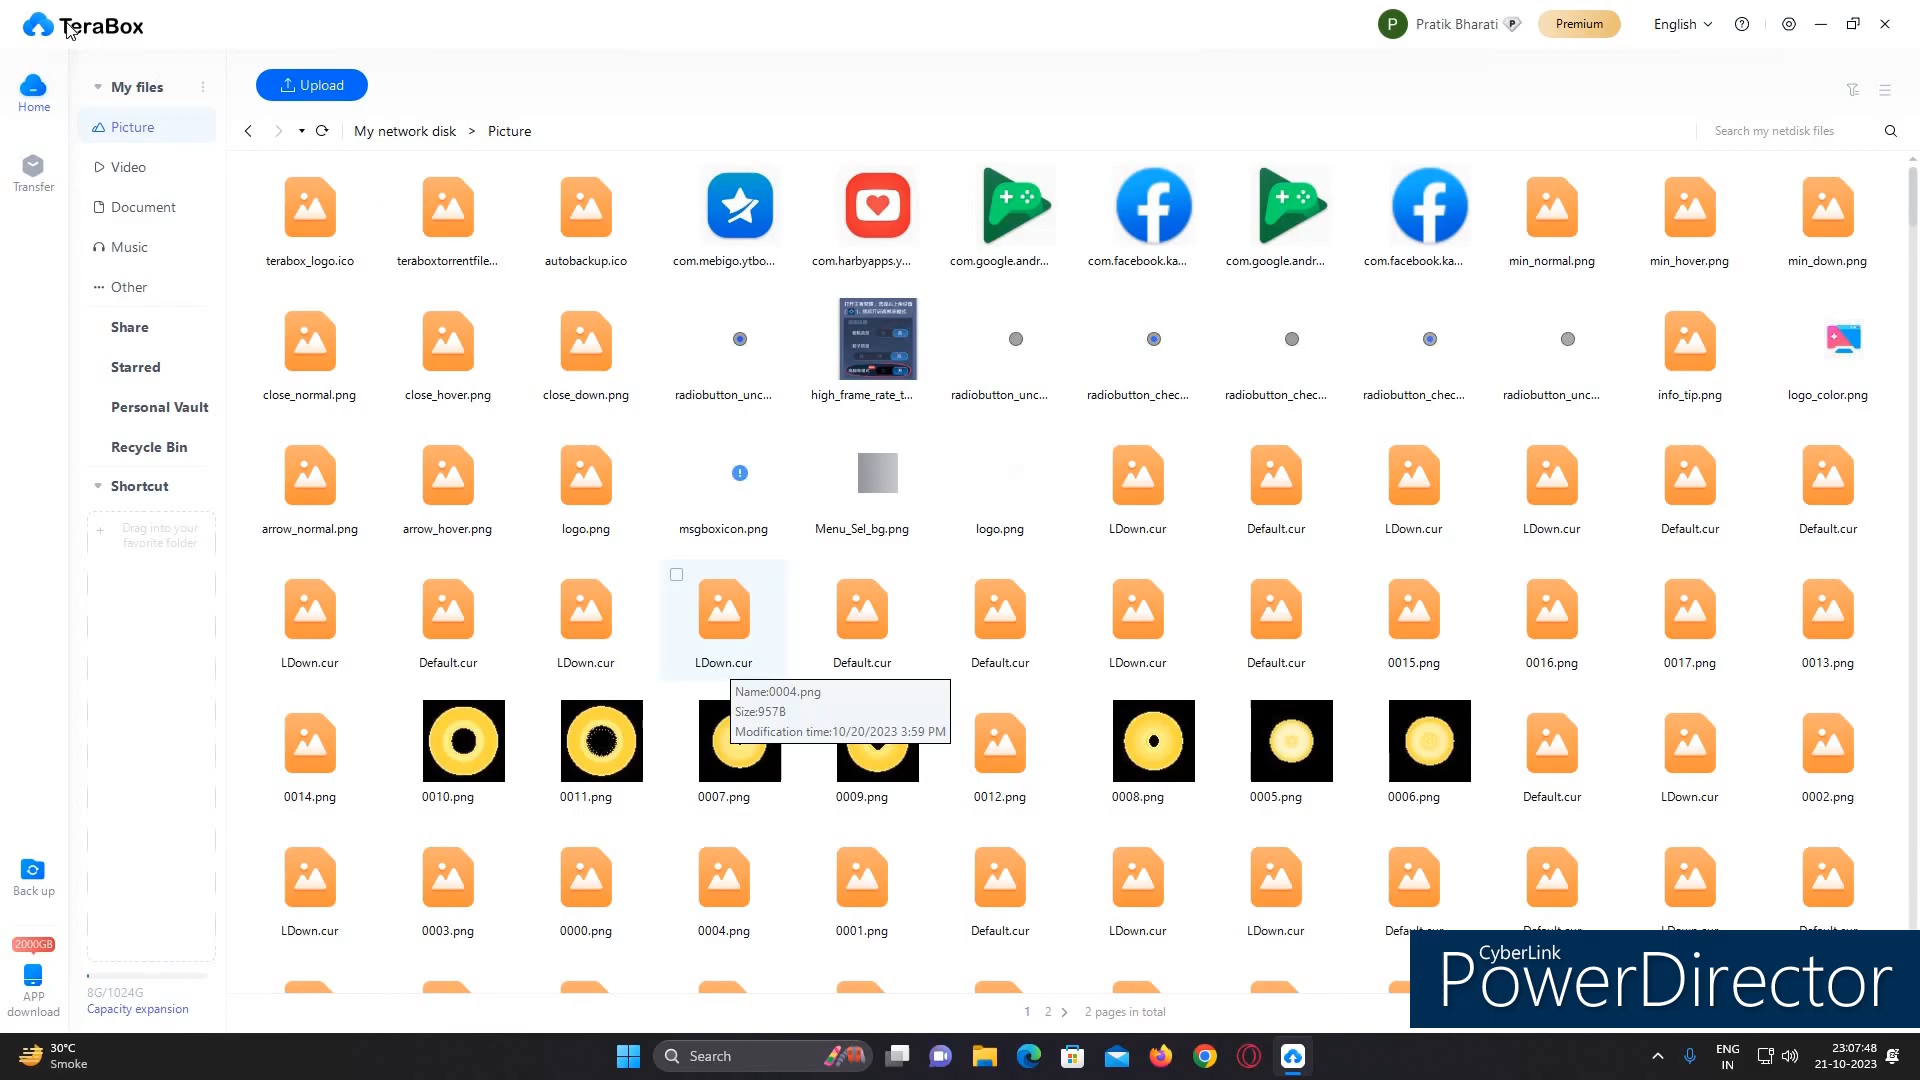 TeraBox
P
Pratik Bharati
Premium
English
Home
Transfer
My files
Picture
Video
Document
Music
Other
Share
Starred
Personal Vault
Recycle Bin
Shortcut
Drag into your
favorite folder
8G/1024G
Capacity expansion
Back up
2000GB
APP
download
Upload
My network disk > Picture
Search my netdisk files
terabox_logo.ico teraboxtorrentfile... autobackup.ico com.mebigo.ytbo... com.harbyapps.y... com.google.andr... com.facebook.ka... com.google.andr... com.facebook.ka... min_normal.png min_hover.png min_down.png
close_normal.png close_hover.png close_down.png radiobutton_unc... high_frame_rate_t... radiobutton_unc... radiobutton_chec... radiobutton_chec... radiobutton_chec... radiobutton_unc... info_tip.png logo_color.png
arrow_normal.png arrow_hover.png logo.png msgboxicon.png Menu_Sel_bg.png logo.png LDown.cur Default.cur LDown.cur LDown.cur Default.cur Default.cur
LDown.cur Default.cur LDown.cur LDown.cur Default.cur Default.cur LDown.cur Default.cur 0015.png 0016.png 0017.png 0013.png
Name:0004.png
Size:957B
Modification time:10/20/2023 3:59 PM
0014.png 0010.png 0011.png 0007.png 0009.png 0012.png 0008.png 0005.png 0006.png Default.cur LDown.cur 0002.png
LDown.cur 0003.png 0000.png 0004.png 0001.png Default.cur LDown.cur LDown.cur
1 2 > 2 pages in total
CyberLink
PowerDirector
30°C
Smoke
Search
ENG
IN
23:07:48
21-10-2023